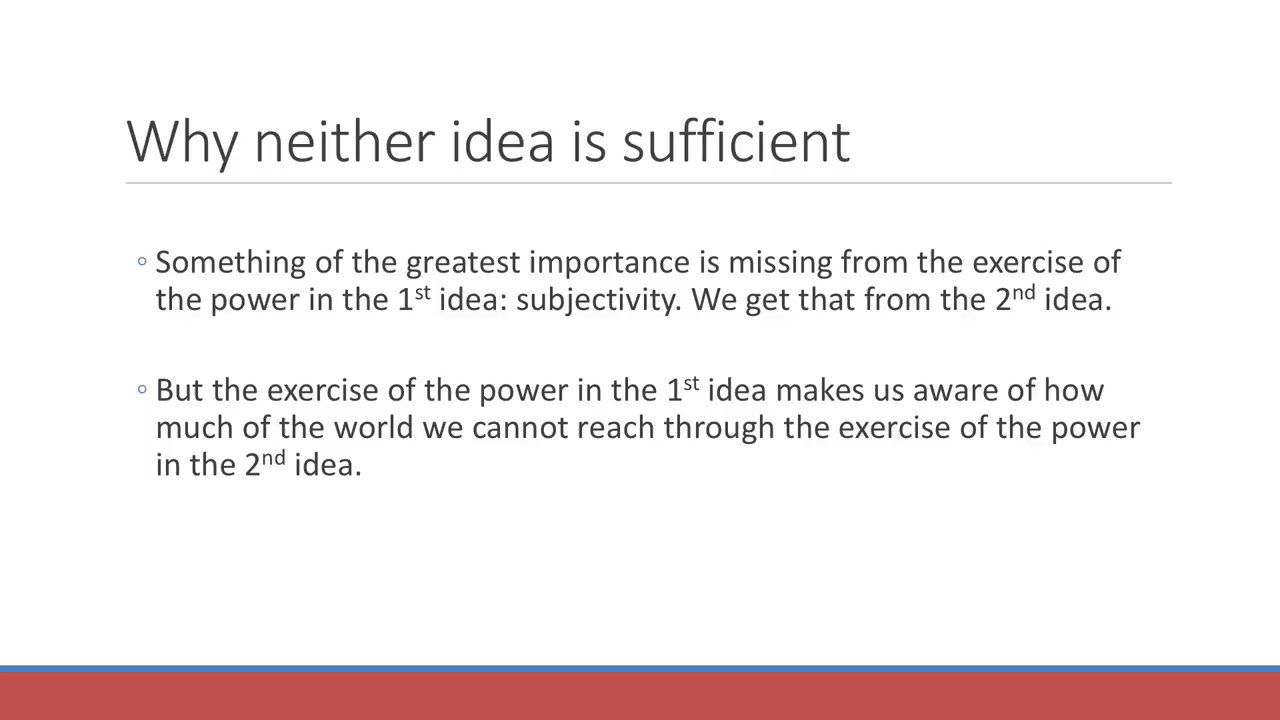 Why neither idea is sufficient
◦ Something of the greatest importance is missing from the exercise of
the power in the 1st idea: subjectivity. We get that from the 2nd idea.
◦ But the exercise of the power in the 1st idea makes us aware of how
much of the world we cannot reach through the exercise of the power
in the 2nd idea.